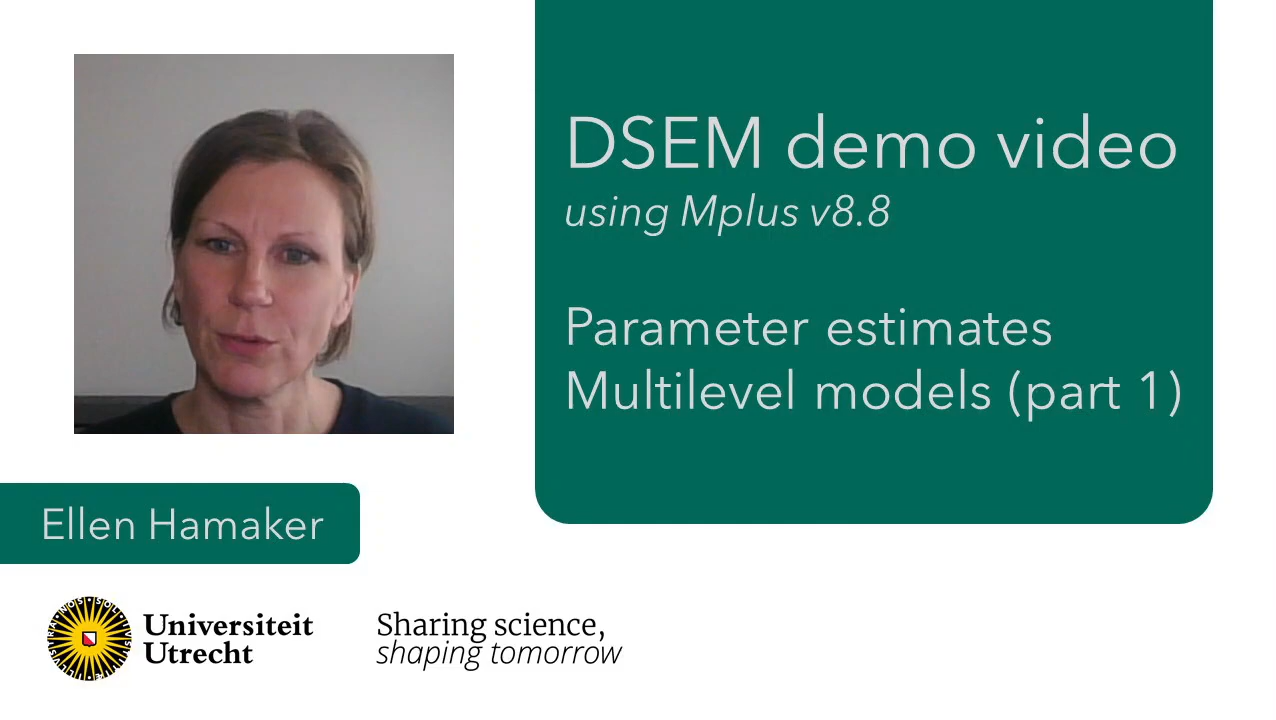 DSEM demo video
using Mplus v8.8
Parameter estimates
Multilevel models (part 1)
Ellen Hamaker
Universiteit
Utrecht
Sharing science,
shaping tomorrow